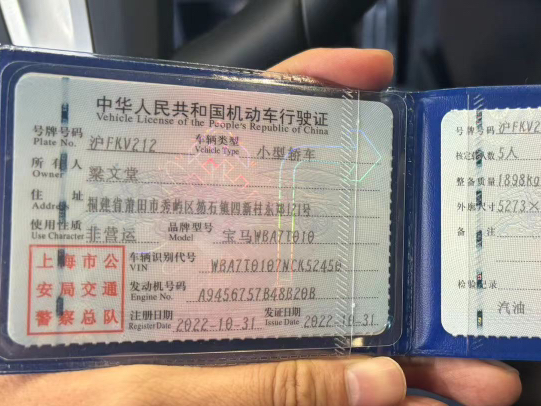 中华人民共和国机动车行驶证
Vehicle License of the People's Republic of China
号牌号码 沪FKV212 车辆类型 小型轿车
Plate No. Vehicle Type
所有人 梁文堂
Owner
住址 福建省莆田市秀屿区笏石镇四新村东郊121号
Address
使用性质 非营运 品牌型号 宝马WBA7T010
Use Character Model
上海市公
安局交通
警察总队
车辆识别代号 WBA7T0107NCK52450
VIN
发动机号码 A9456757B48B20B
Engine No.
注册日期 2022-10-31 发证日期 2022-10-31
Register Date Issue Date
号牌号码 沪FKV2
核定载人数 5人
整备质量 1898kg
外廓尺寸 5273×
备注
检验记录
汽油